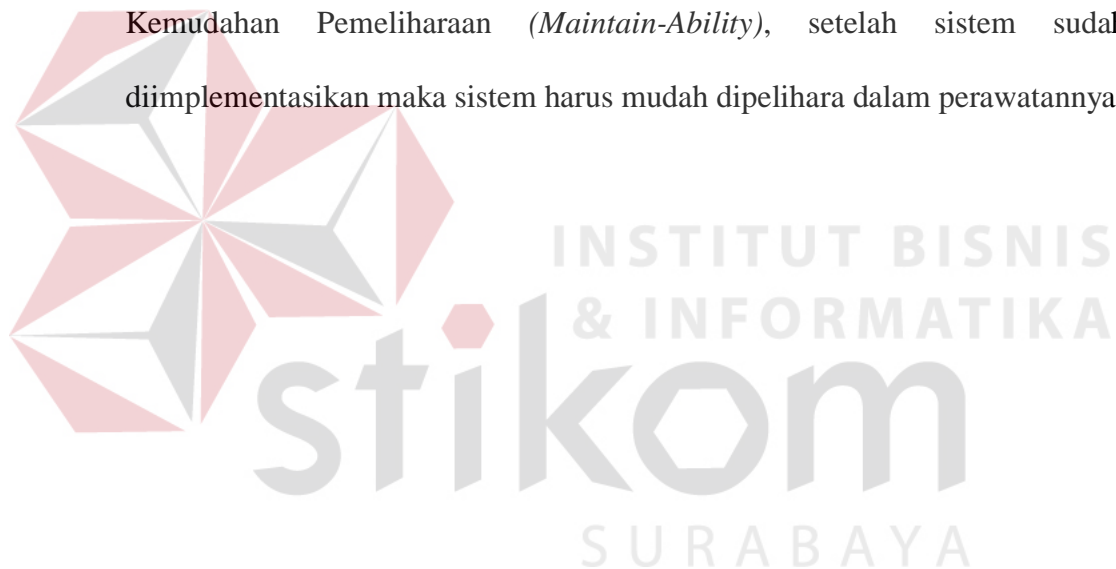 Kemudahan Pemeliharaan (Maintain-Ability), setelah sistem
diimplementasikan maka sistem harus mudah dipelihara dalam perawatannya
INSTITUT BISNIS
& INFORMATIKA
stikom
SURABAYA